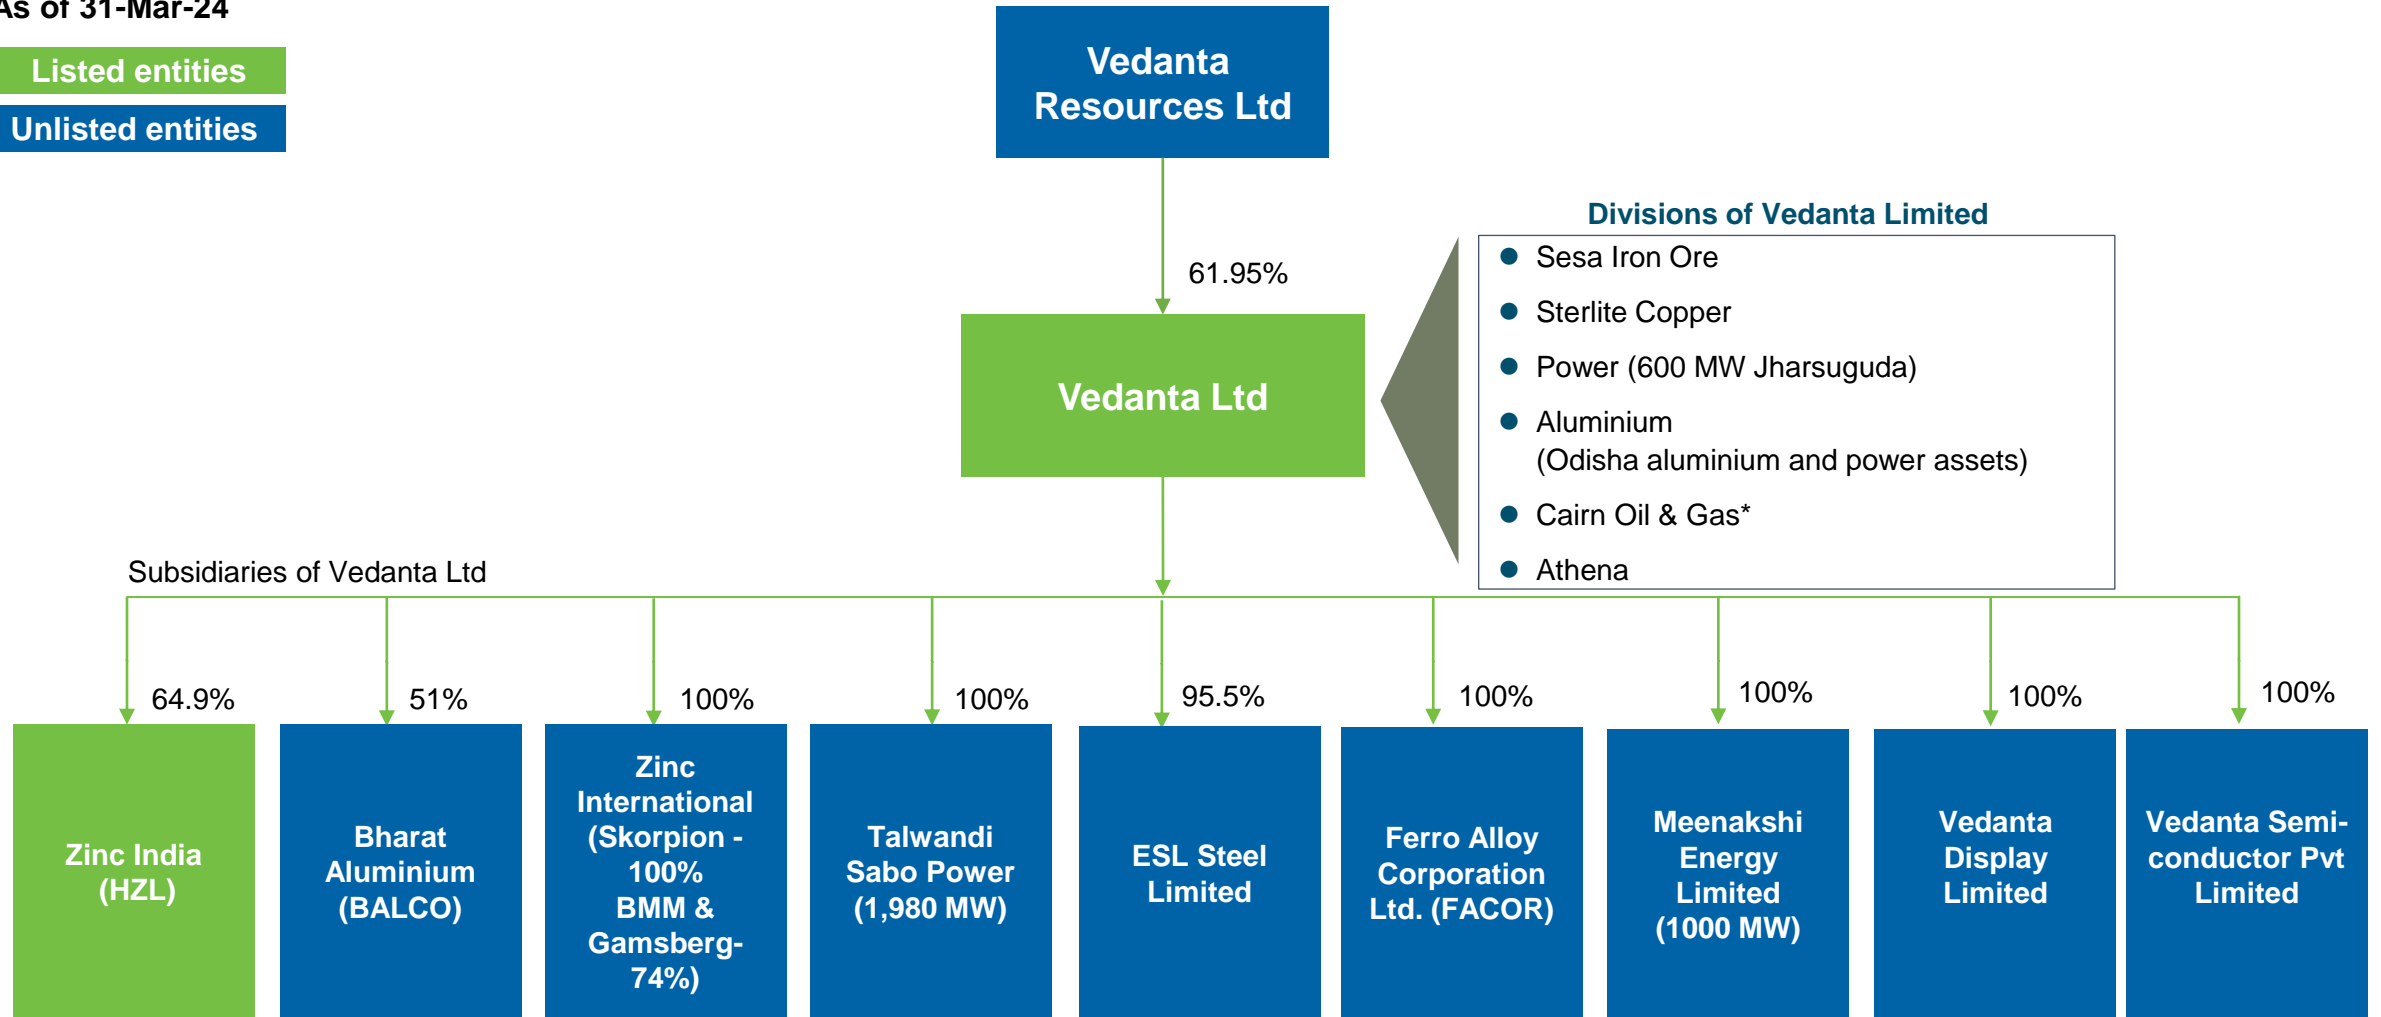 As of 31-Mar-24
Listed entities
Unlisted entities
Vedanta
Resources Ltd
61.95%
Vedanta Ltd
Divisions of Vedanta Limited
Sesa Iron Ore
Sterlite Copper
Power (600 MW Jharsuguda)
Aluminium
(Odisha aluminium and power assets)
Cairn Oil & Gas*
Athena
Subsidiaries of Vedanta Ltd
64.9%
51%
100%
100%
95.5%
100%
100%
100%
100%
Zinc India
(HZL)
Bharat
Aluminium
(BALCO)
Zinc
International
(Skorpion -
100%
BMM &
Gamsberg-
74%)
Talwandi
Sabo Power
(1,980 MW)
ESL Steel
Limited
Ferro Alloy
Corporation
Ltd. (FACOR)
Meenakshi
Energy
Limited
(1000 MW)
Vedanta
Display
Limited
Vedanta Semi-
conductor Pvt
Limited